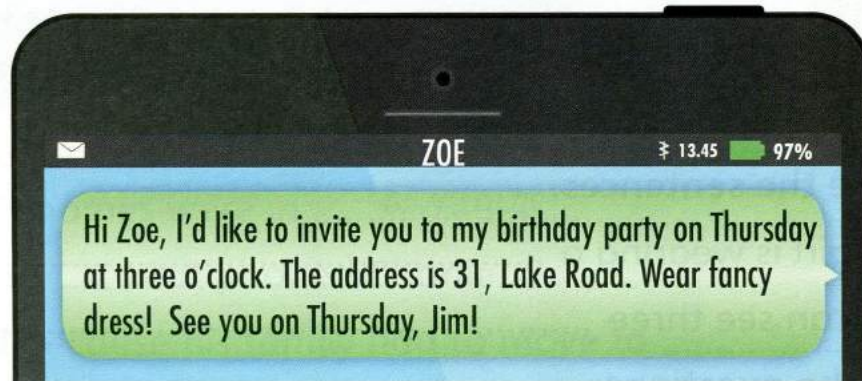 ZOE 13.45 97%
Hi Zoe, I'd like to invite you to my birthday party on Thursday
at three o'clock. The address is 31, Lake Road. Wear fancy
dress! See you on Thursday, Jim!